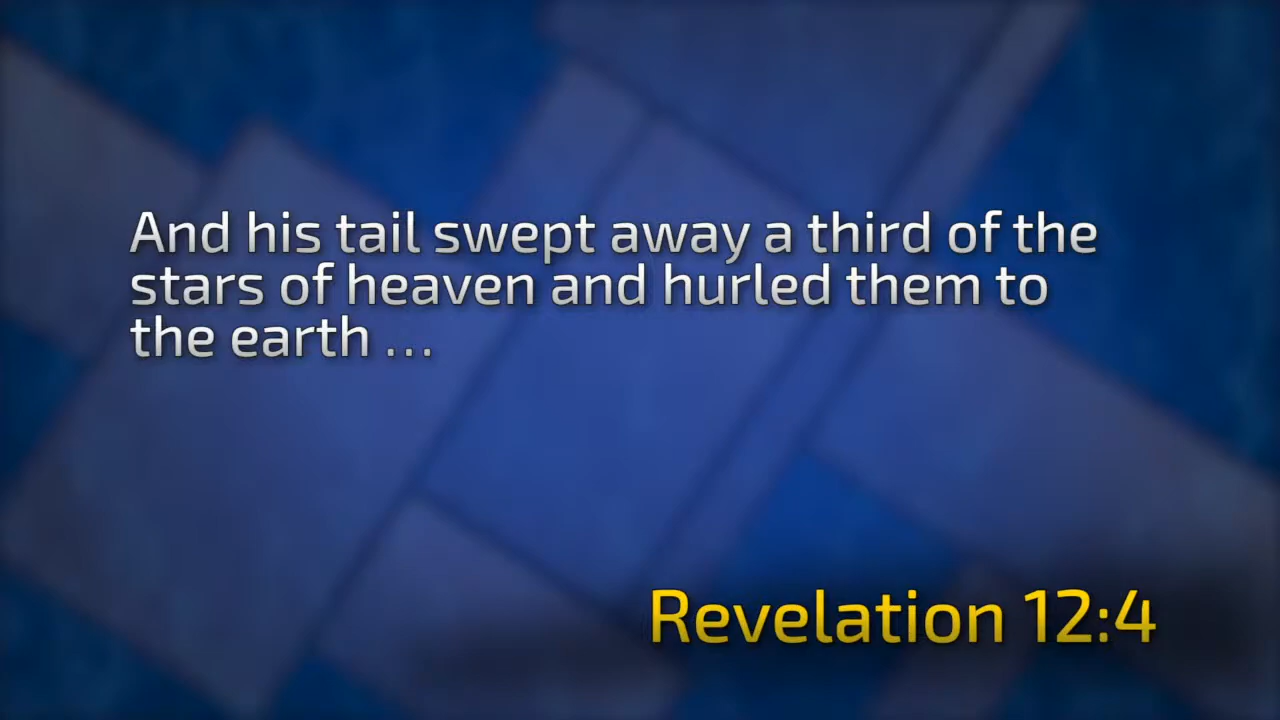 And his tail swept away a third of the
stars of heaven and hurled them to
the earth …
Revelation 12:4